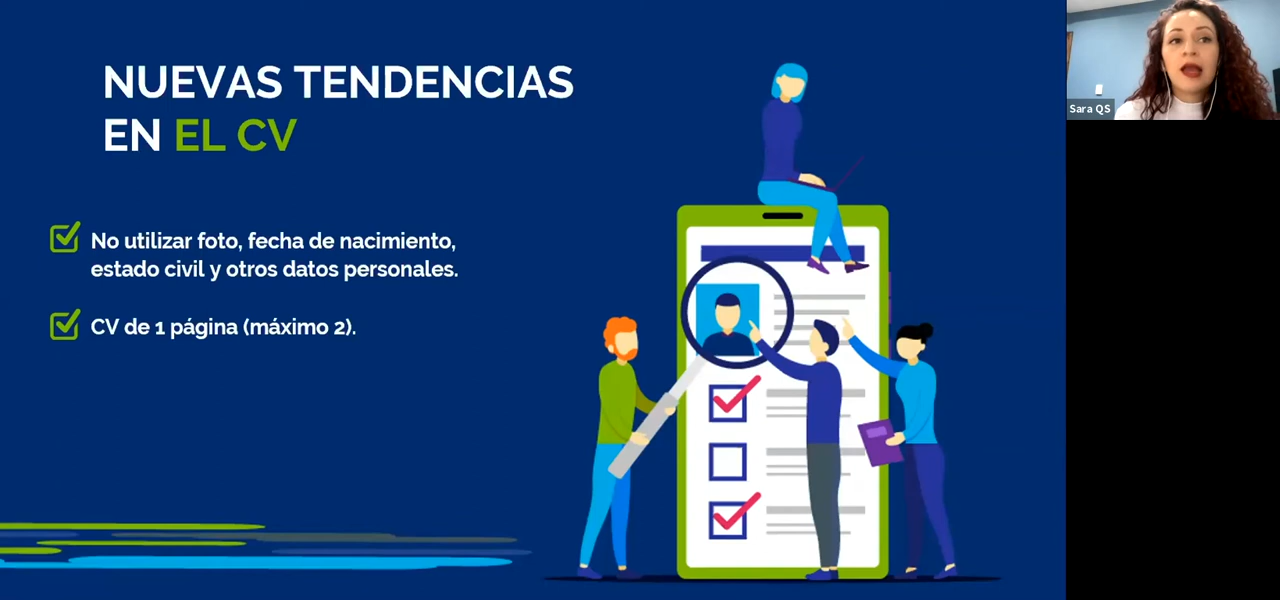 NUEVAS TENDENCIAS
EN EL CV
No utilizar foto, fecha de nacimiento,
estado civil y otros datos personales.
CV de 1 página (máximo 2).
Sara QS